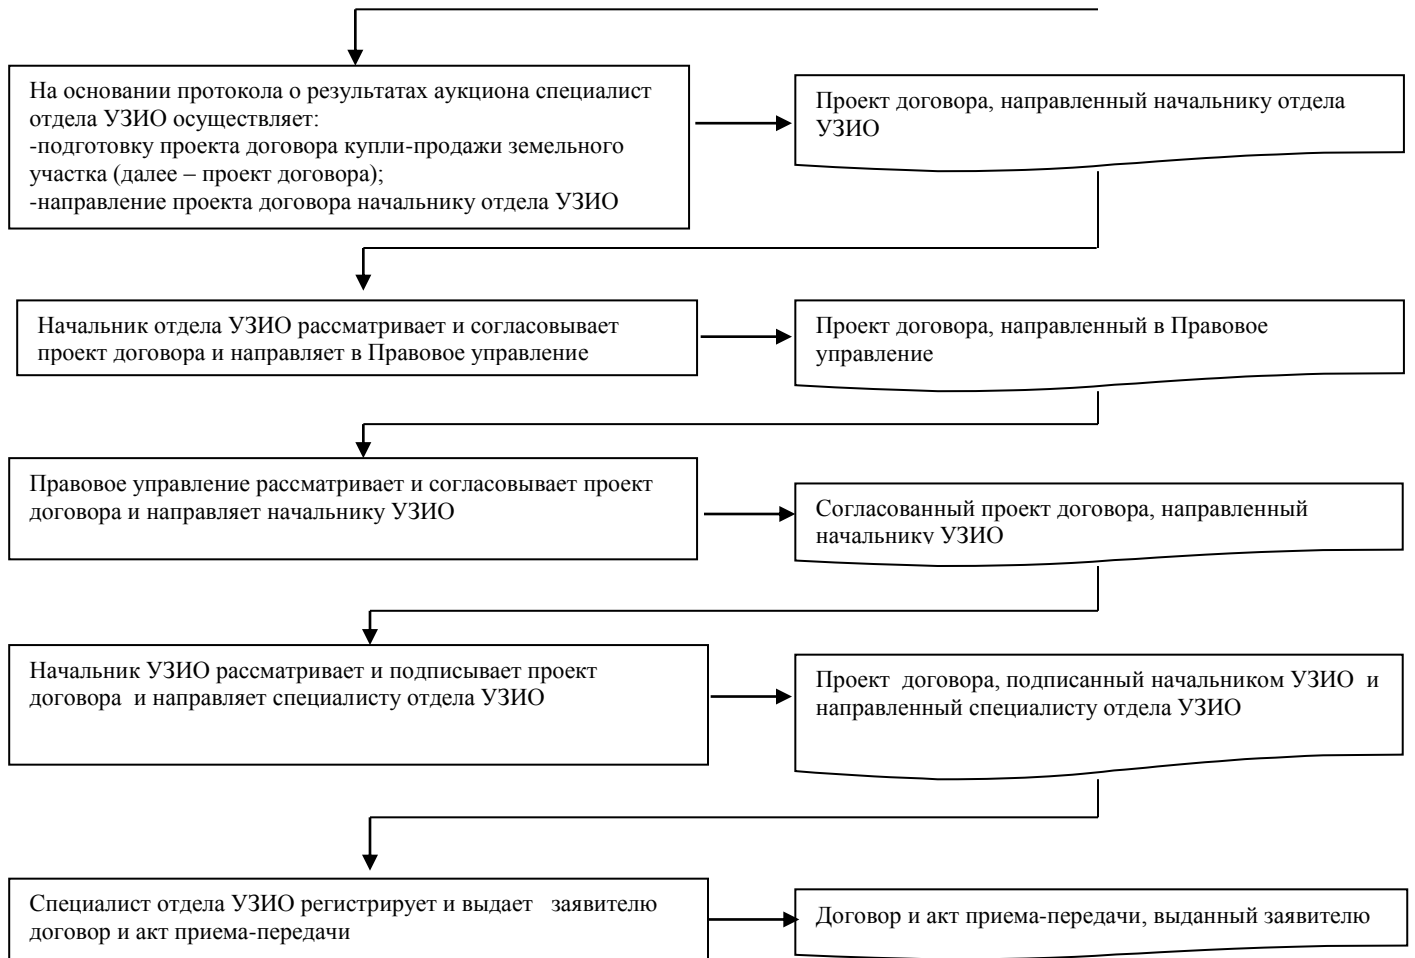 На основании протокола о результатах аукциона специалист
отдела УЗИО осуществляет:
-подготовку проекта договора купли-продажи земельного
участка (далее – проект договора);
-направление проекта договора начальнику отдела УЗИО
Проект договора, направленный начальнику отдела
УЗИО
Начальник отдела УЗИО рассматривает и согласовывает
проект договора и направляет в Правовое управление
Проект договора, направленный в Правовое
управление
Правовое управление рассматривает и согласовывает проект
договора и направляет начальнику УЗИО
Согласованный проект договора, направленный
начальнику УЗИО
Начальник УЗИО рассматривает и подписывает проект
договора и направляет специалисту отдела УЗИО
Проект договора, подписанный начальником УЗИО и
направленный специалисту отдела УЗИО
Специалист отдела УЗИО регистрирует и выдает заявителю
договор и акт приема-передачи
Договор и акт приема-передачи, выданный заявителю